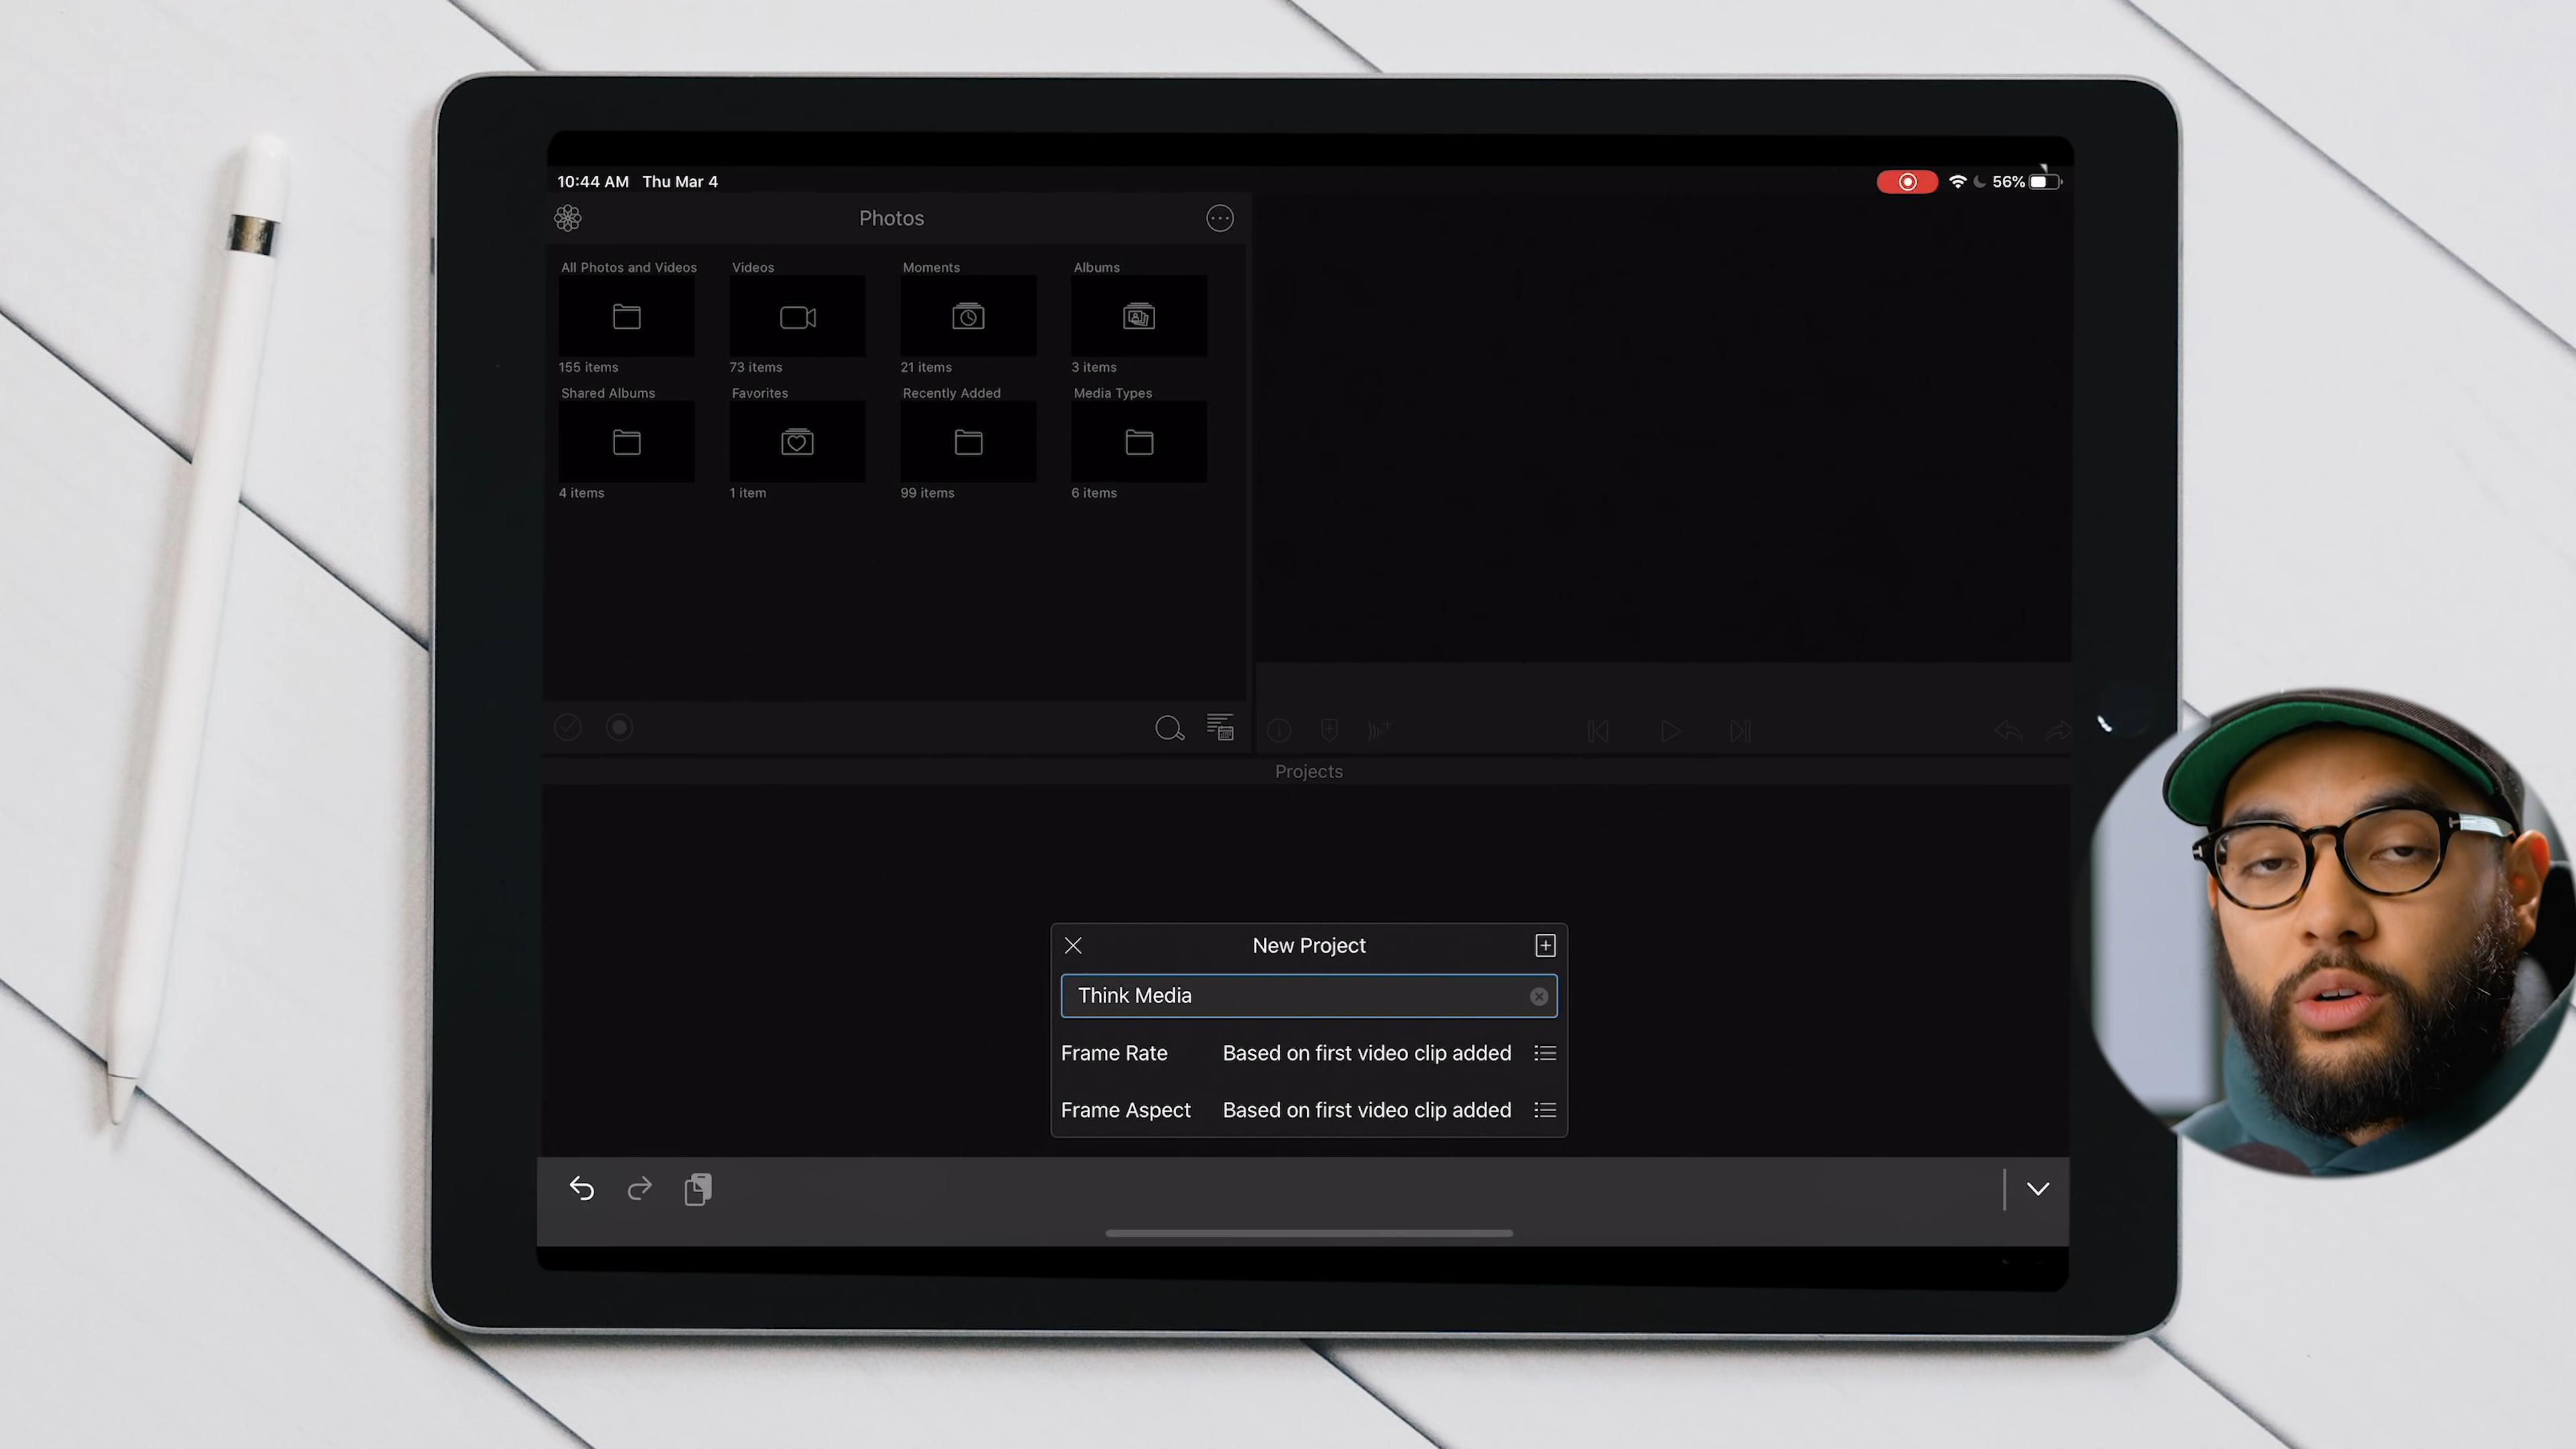 10:44 AM Thu Mar 4
56%
Photos
All Photos and Videos
Videos
Moments
Albums
155 items
73 items
21 items
3 items
Shared Albums
Favorites
Recently Added
Media Types
4 items
1 item
99 items
6 items
Projects
New Project
Think Media
Frame Rate Based on first video clip added
Frame Aspect Based on first video clip added